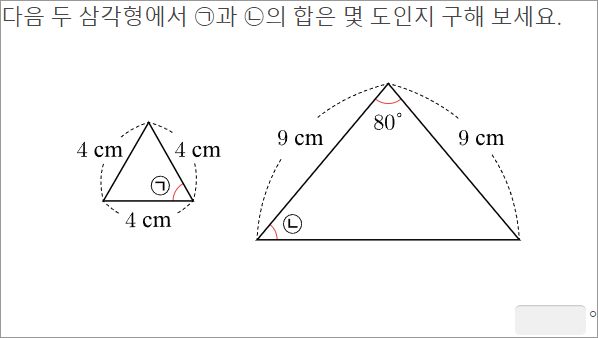 다음 두 삼각형에서 ㉠과 ㉡의 합은 몇 도인지 구해 보세요.
4 cm 4 cm
㉠
4 cm
80°
9 cm 9 cm
㉡
°